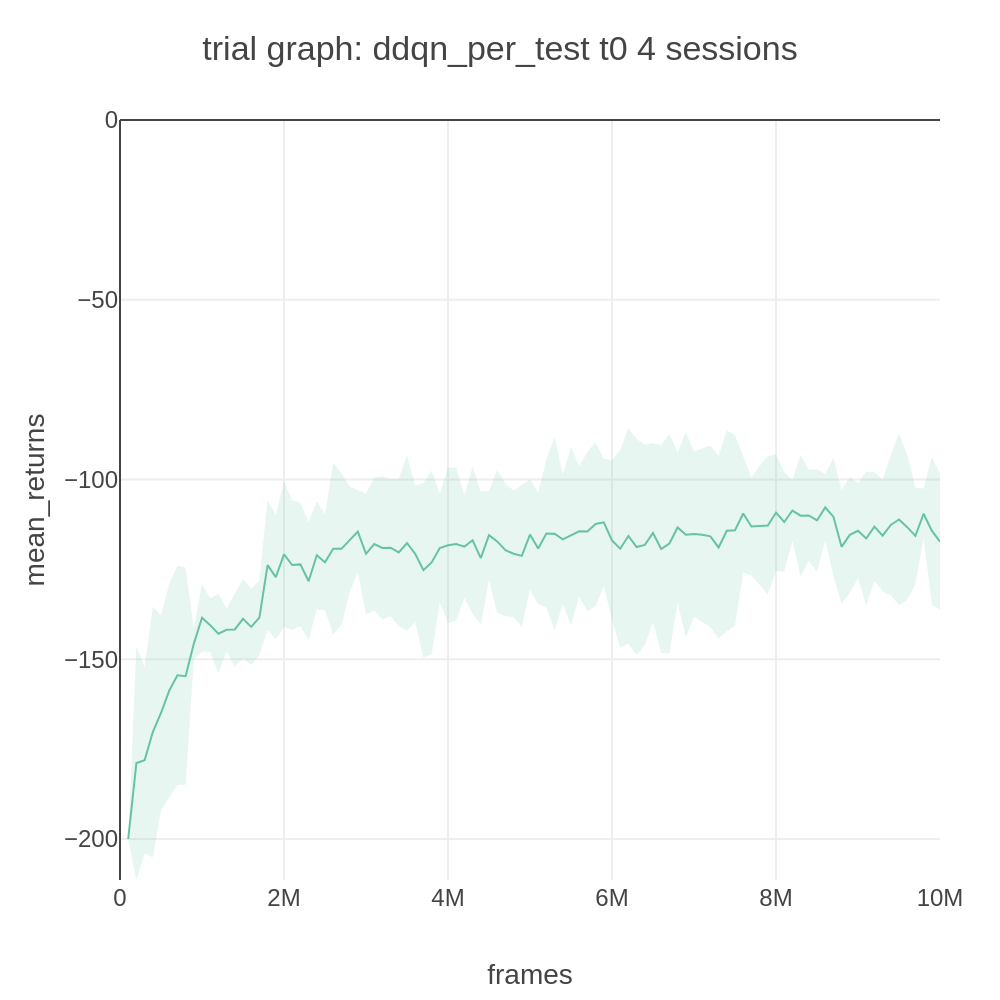 trial graph: ddqn_per_test t0 4 sessions
0
−50
−100
−150
−200
mean_returns
0
2M
4M
6M
8M
10M
frames